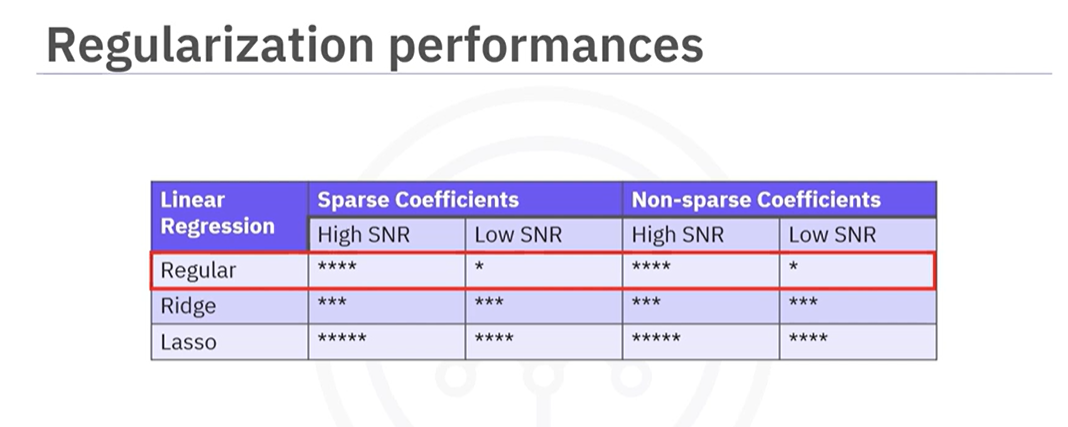 Regularization performances
Linear Regression Sparse Coefficients Non-sparse Coefficients
High SNR Low SNR High SNR Low SNR
Regular **** * **** *
Ridge *** *** *** ***
Lasso ***** **** ***** ****